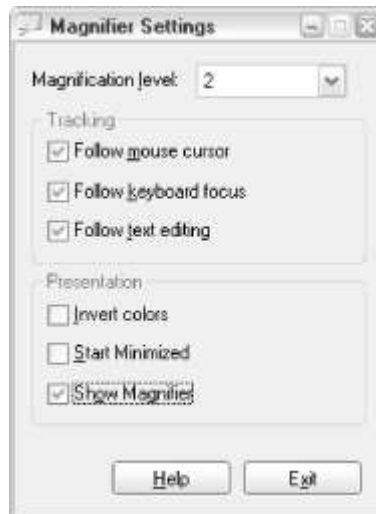 Magnifier Settings
Magnification level: 2
Tracking
Follow mouse cursor
Follow keyboard focus
Follow text editing
Presentation
Invert colors
Start Minimized
Show Magnifier
Help Exit